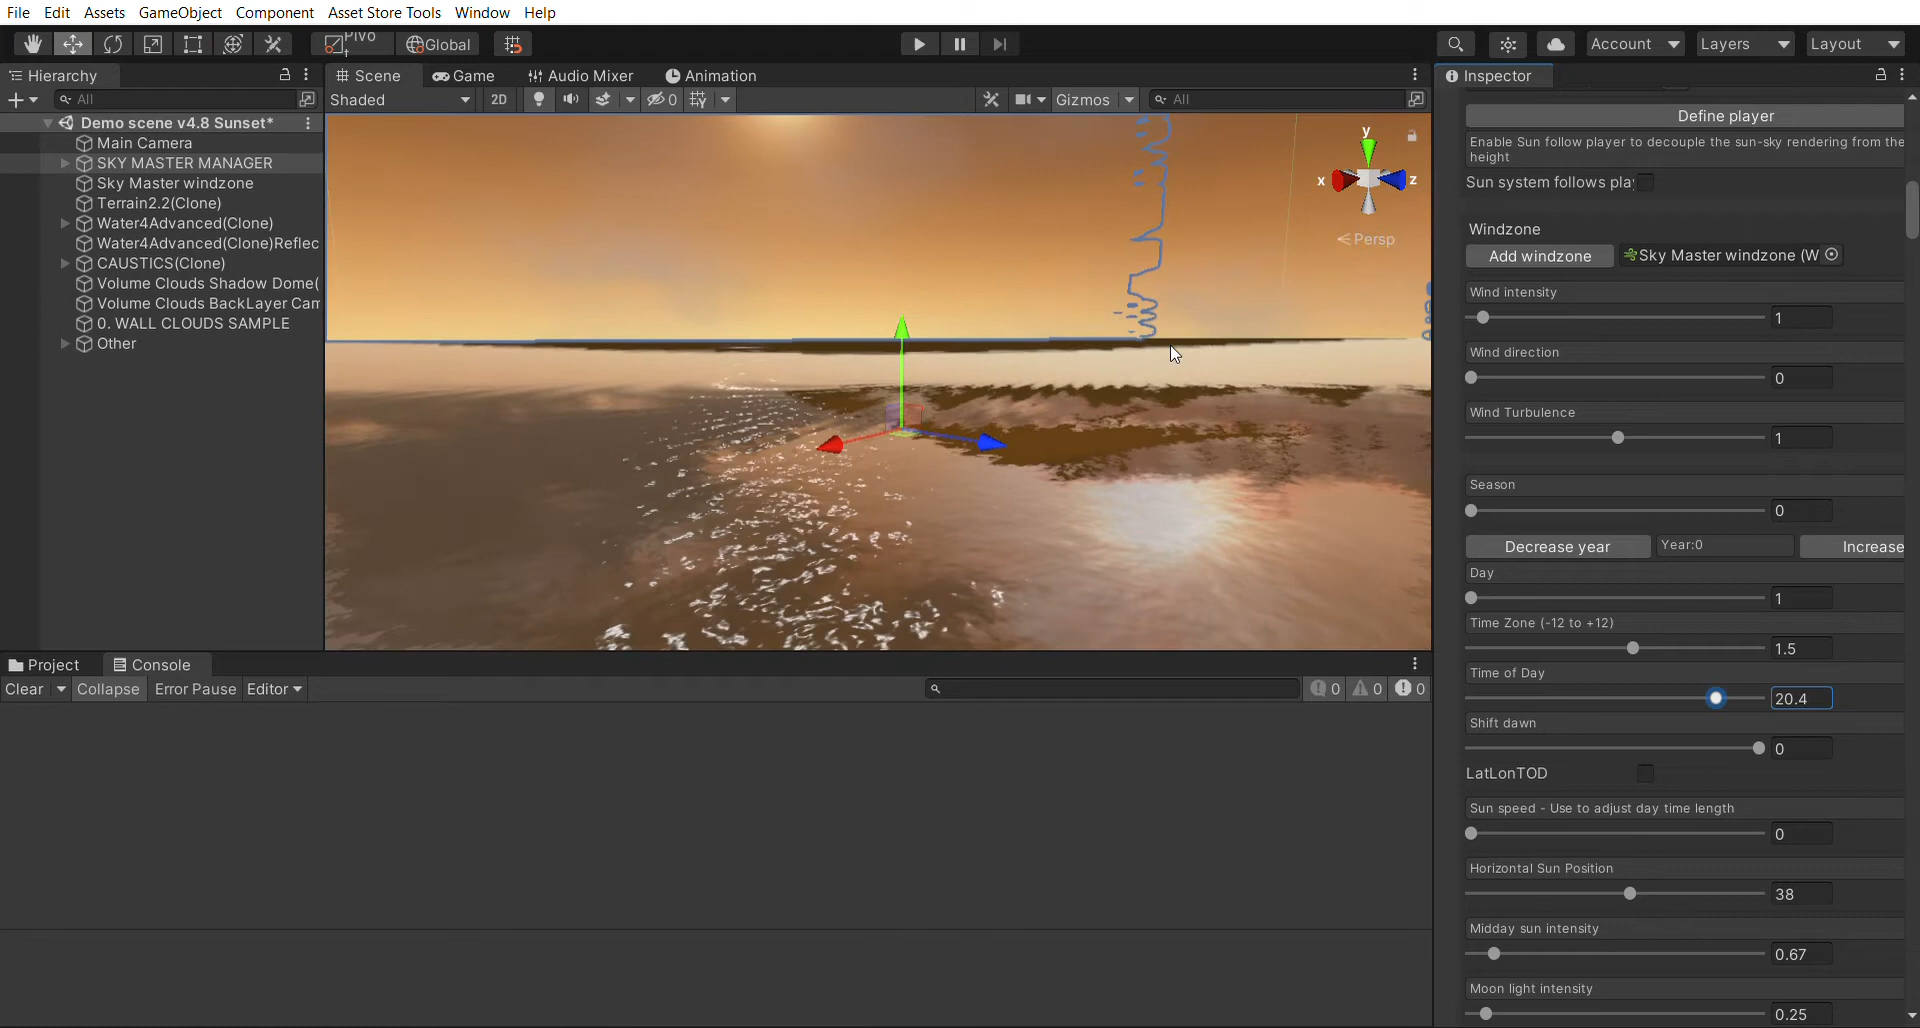 File Edit Assets GameObject Component Asset Store Tools Window Help
Pivot Global Account Layers Layout
Hierarchy Scene Game Audio Mixer Animation Inspector
All Shaded 2D 0 Gizmos All
Demo scene v4.8 Sunset*
Main Camera
SKY MASTER MANAGER
Sky Master windzone
Terrain2.2(Clone)
Water4Advanced(Clone)
Water4Advanced(Clone)Reflec
CAUSTICS(Clone)
Volume Clouds Shadow Dome(
Volume Clouds BackLayer Cam
0. WALL CLOUDS SAMPLE
Other
y
x z
Persp
Define player
Enable Sun follow player to decouple the sun-sky rendering from the
height
Sun system follows pla
Windzone
Add windzone Sky Master windzone (W
Wind intensity
1
Wind direction
0
Wind Turbulence
1
Season
0
Decrease year Year:0 Increase
Day
1
Time Zone (-12 to +12)
1.5
Time of Day
20.4
Shift dawn
0
LatLonTOD
Sun speed - Use to adjust day time length
0
Horizontal Sun Position
38
Midday sun intensity
0.67
Moon light intensity
0.25
Project Console
Clear Collapse Error Pause Editor 0 0 0